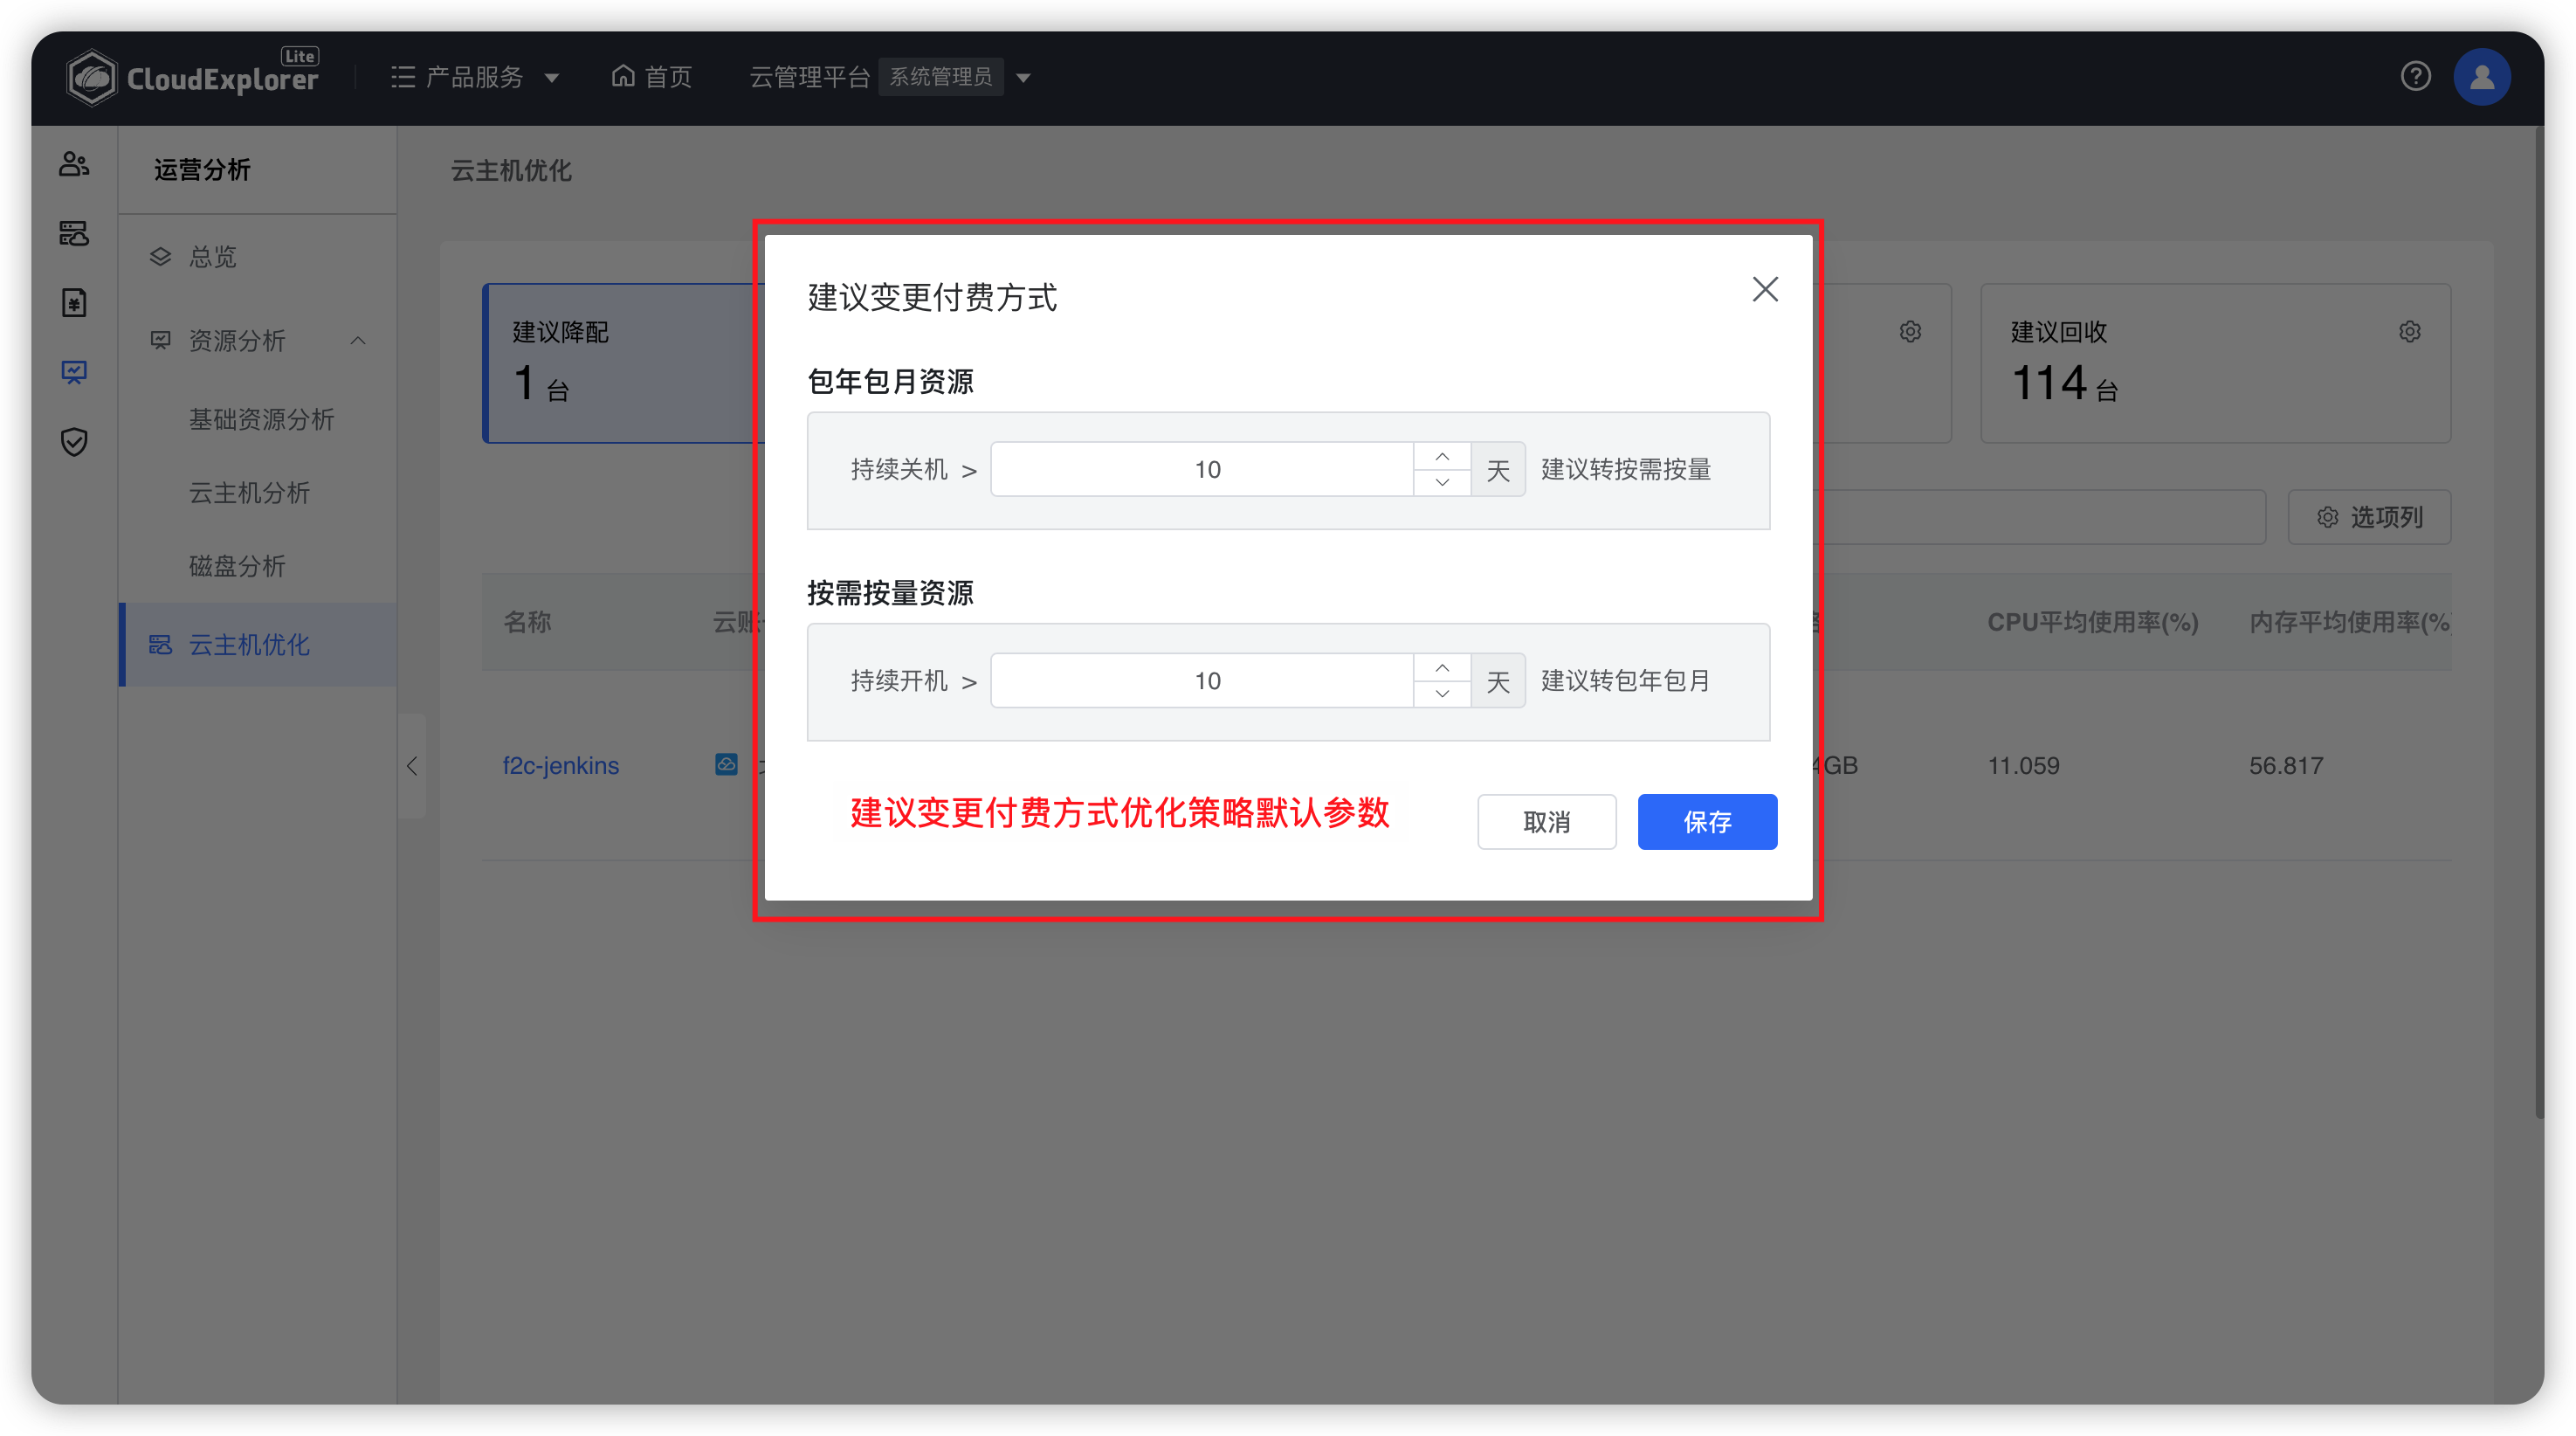 CloudExplorer Lite
产品服务
首页
云管理平台 系统管理员
运营分析
总览
资源分析
基础资源分析
云主机分析
磁盘分析
云主机优化
云主机优化
建议降配
1 台
建议回收
114 台
选项列
名称
云账
CPU平均使用率(%)
内存平均使用率(%
f2c-jenkins
4GB
11.059
56.817
建议变更付费方式
包年包月资源
持续关机 > 10 天 建议转按需按量
按需按量资源
持续开机 > 10 天 建议转包年包月
建议变更付费方式优化策略默认参数
取消
保存